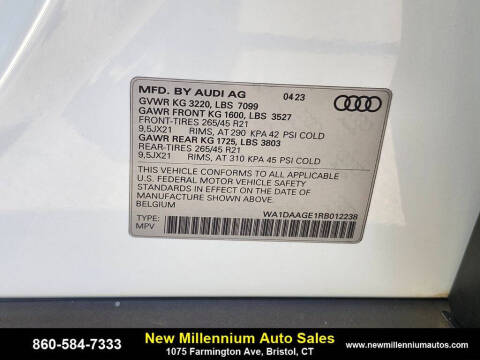 MFD. BY AUDI AG 04 23
GVWR KG 3220, LBS 7099
GAWR FRONT KG 1600, LBS 3527
FRONT-TIRES 265/45 R21
9,5JX21 RIMS, AT 290 KPA 42 PSI COLD
GAWR REAR KG 1725, LBS 3803
REAR-TIRES 265/45 R21
9,5JX21 RIMS, AT 310 KPA 45 PSI COLD
THIS VEHICLE CONFORMS TO ALL APPLICABLE
U.S. FEDERAL MOTOR VEHICLE SAFETY
STANDARDS IN EFFECT ON THE DATE OF
MANUFACTURE SHOWN ABOVE.
BELGIUM
TYPE: WA1DAAGE1RB012238
MPV
860-584-7333
New Millennium Auto Sales
1075 Farmington Ave, Bristol, CT
www.newmillenniumautos.com